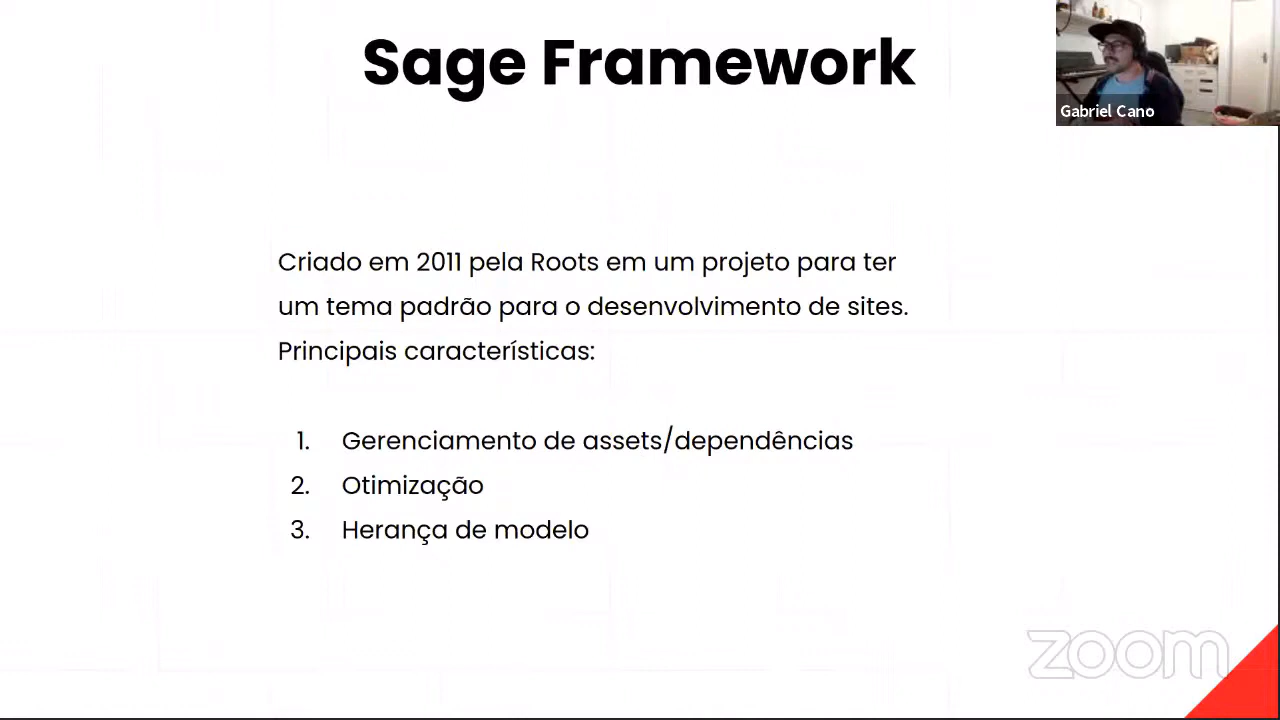 Sage Framework
Gabriel Cano
Criado em 2011 pela Roots em um projeto para ter
um tema padrão para o desenvolvimento de sites.
Principais características:
1. Gerenciamento de assets/dependências
2. Otimização
3. Herança de modelo
zoom